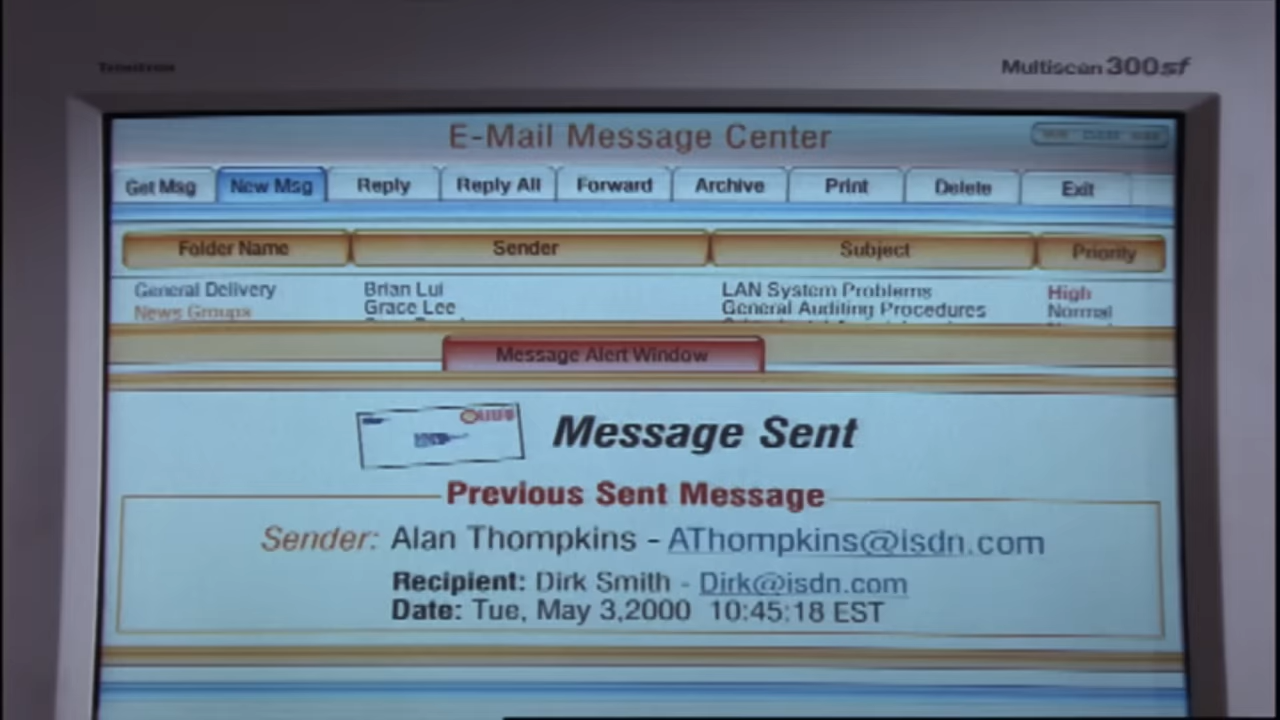 Multiscan 300sf
E-Mail Message Center
Get Msg New Msg Reply Reply All Forward Archive Print Delete Exit
Folder Name Sender Subject Priority
General Delivery Brian Lui LAN System Problems High
News Groups Grace Lee General Auditing Procedures Normal
Message Alert Window
Message Sent
Previous Sent Message
Sender: Alan Thompkins - AThompkins@isdn.com
Recipient: Dirk Smith - Dirk@isdn.com
Date: Tue, May 3,2000 10:45:18 EST